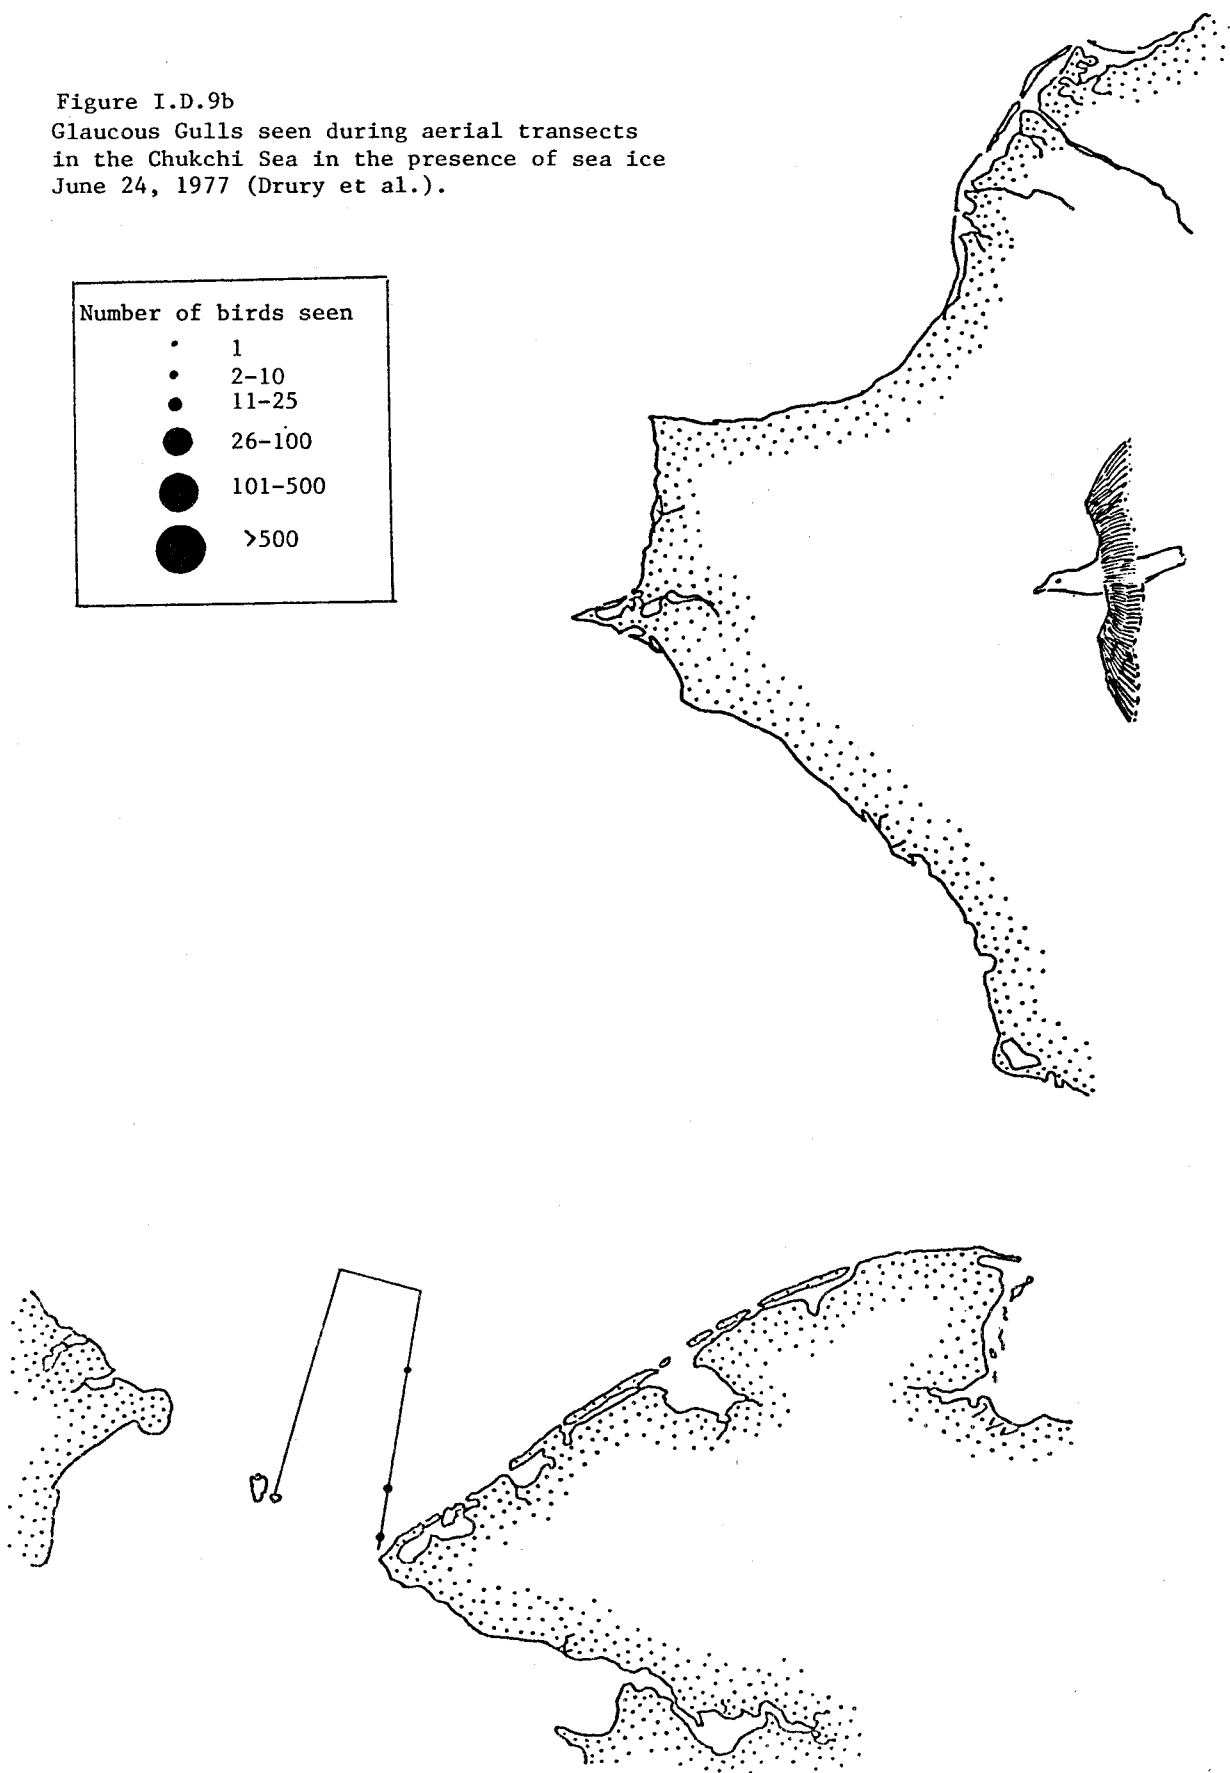 Figure I.D.9b
Glaucous Gulls seen during aerial transects
in the Chukchi Sea in the presence of sea ice
June 24, 1977 (Drury et al.).
Number of birds seen
1
2-10
11-25
26-100
101-500
>500